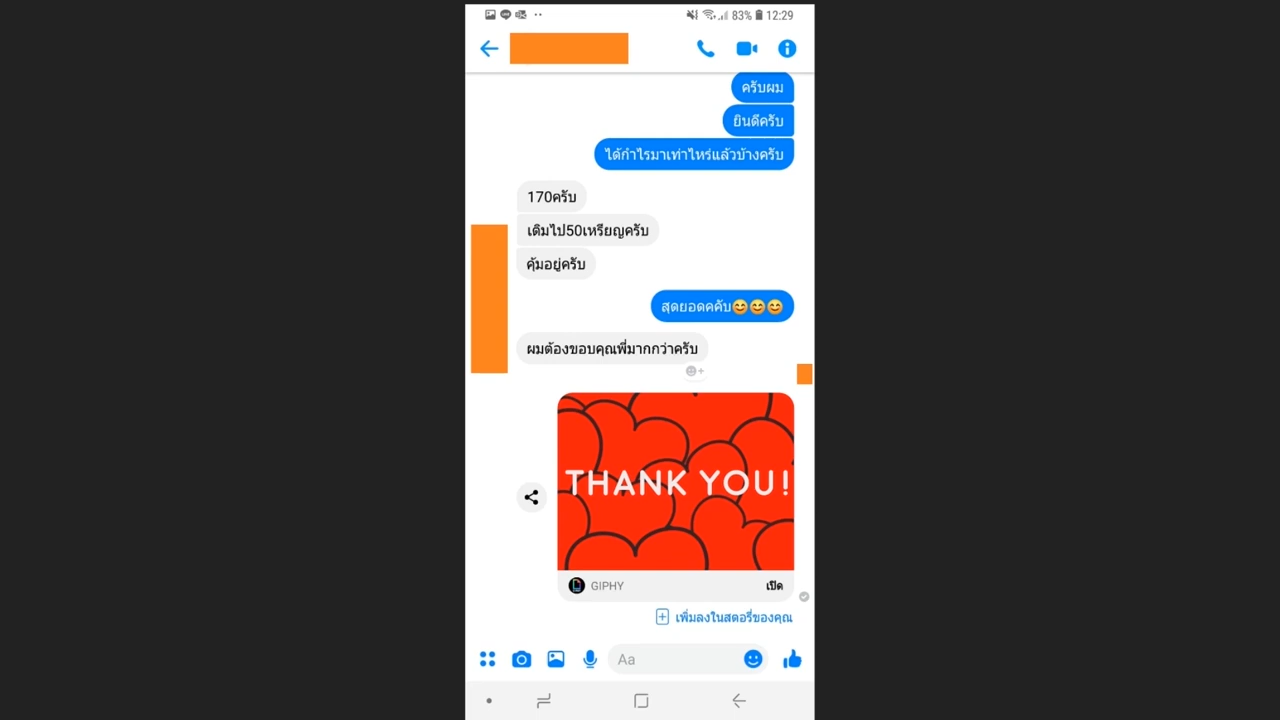 83% 12:29
ครับผม
ยินดีครับ
ได้กำไรมาเท่าไหร่แล้วบ้างครับ
170ครับ
เติมไป50เหรียญครับ
คุ้มอยู่ครับ
สุดยอดคคับ😊😊😊
ผมต้องขอบคุณพี่มากกว่าครับ
THANK YOU!
GIPHY เปิด
เพิ่มลงในสตอรี่ของคุณ
Aa